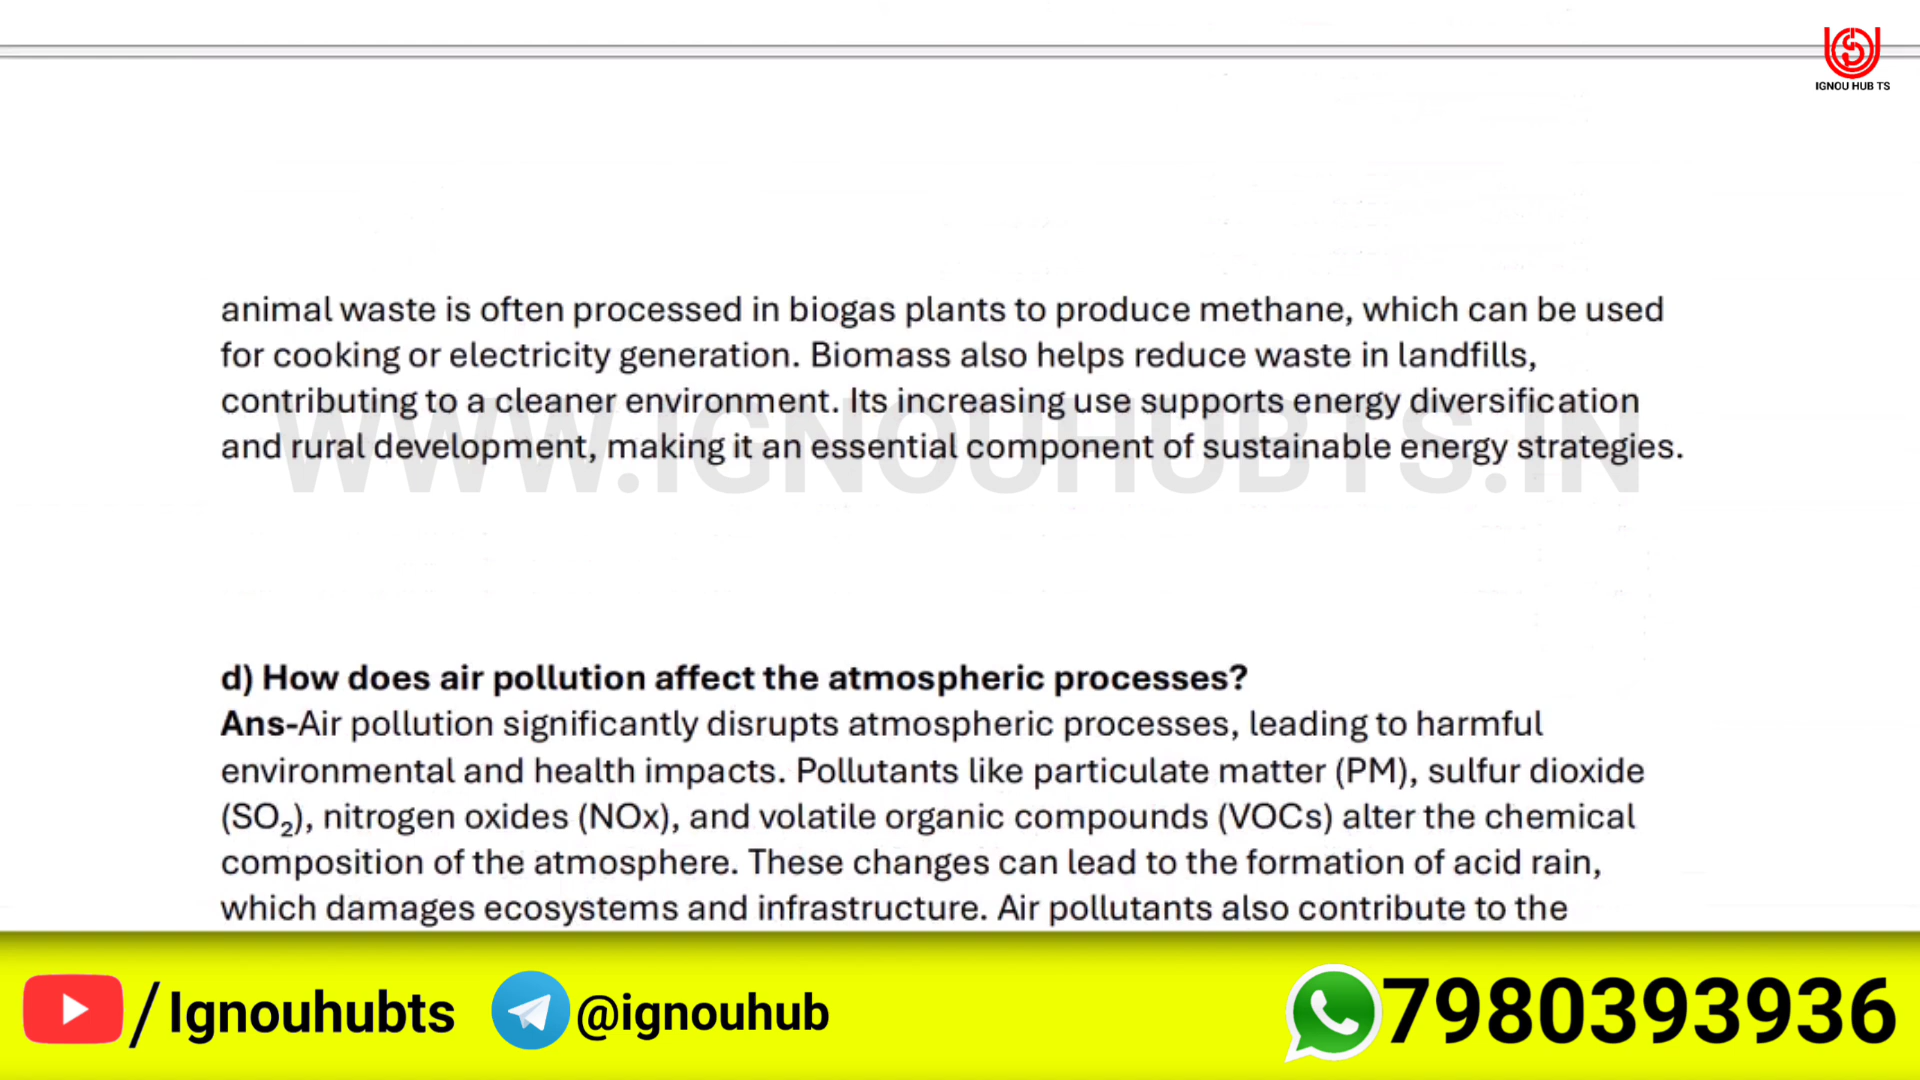 IGNOU HUB TS
animal waste is often processed in biogas plants to produce methane, which can be used
for cooking or electricity generation. Biomass also helps reduce waste in landfills,
contributing to a cleaner environment. Its increasing use supports energy diversification
and rural development, making it an essential component of sustainable energy strategies.
WWW.IGNOUHUBTS.IN
d) How does air pollution affect the atmospheric processes?
Ans-Air pollution significantly disrupts atmospheric processes, leading to harmful
environmental and health impacts. Pollutants like particulate matter (PM), sulfur dioxide
(SO₂), nitrogen oxides (NOx), and volatile organic compounds (VOCs) alter the chemical
composition of the atmosphere. These changes can lead to the formation of acid rain,
which damages ecosystems and infrastructure. Air pollutants also contribute to the
/Ignouhubts @ignouhub 7980393936